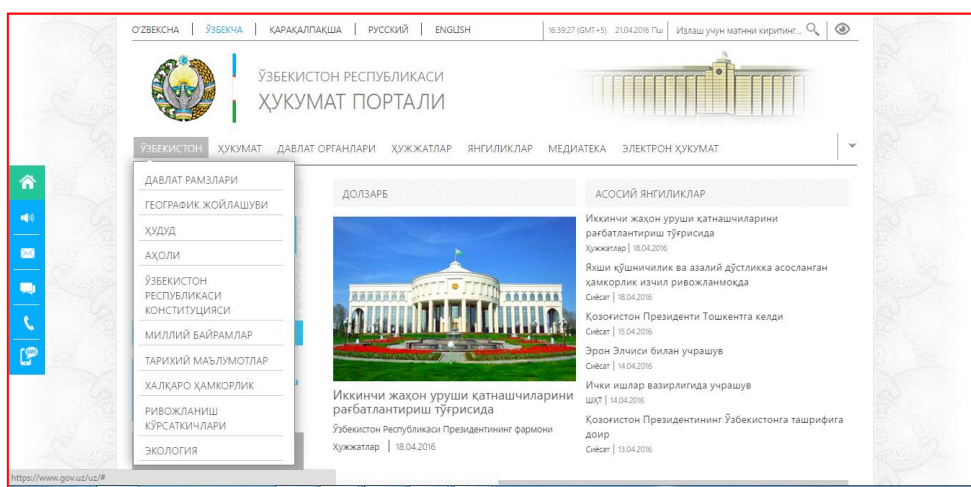 O'ZBEKCHA | ЎЗБЕКЧА | ҚАРАҚАЛПАҚША | РУССКИЙ | ENGLISH
16:39:27 (GMT+5) 21.04.2016 Пш
Излаш учун матнни киритинг...
ЎЗБЕКИСТОН РЕСПУБЛИКАСИ
ҲУКУМАТ ПОРТАЛИ
ЎЗБЕКИСТОН ҲУКУМАТ ДАВЛАТ ОРГАНЛАРИ ҲУЖЖАТЛАР ЯНГИЛИКЛАР МЕДИАТЕКА ЭЛЕКТРОН ҲУКУМАТ
ДАВЛАТ РАМЗЛАРИ
ГЕОГРАФИК ЖОЙЛАШУВИ
ҲУДУД
АҲОЛИ
ЎЗБЕКИСТОН
РЕСПУБЛИКАСИ
КОНСТИТУЦИЯСИ
МИЛЛИЙ БАЙРАМЛАР
ТАРИХИЙ МАЪЛУМОТЛАР
ХАЛҚАРО ҲАМКОРЛИК
РИВОЖЛАНИШ
КЎРСАТКИЧЛАРИ
ЭКОЛОГИЯ
SMS
ДОЛЗАРБ
Иккинчи жаҳон уруши қатнашчиларини
рағбатлантириш тўғрисида
Ўзбекистон Республикаси Президентининг фармони
Ҳужжатлар | 18.04.2016
АСОСИЙ ЯНГИЛИКЛАР
Иккинчи жаҳон уруши қатнашчиларини
рағбатлантириш тўғрисида
Ҳужжатлар | 18.04.2016
Яхши қўшничилик ва азалий дўстликка асосланган
ҳамкорлик изчил ривожланмоқда
Сиёсат | 18.04.2016
Қозоғистон Президенти Тошкентга келди
Сиёсат | 15.04.2016
Эрон Элчиси билан учрашув
Сиёсат | 14.04.2016
Ички ишлар вазирлигида учрашув
ШҲТ | 14.04.2016
Қозоғистон Президентининг Ўзбекистонга ташрифига
доир
Сиёсат | 13.04.2016
https://www.gov.uz/uz/#